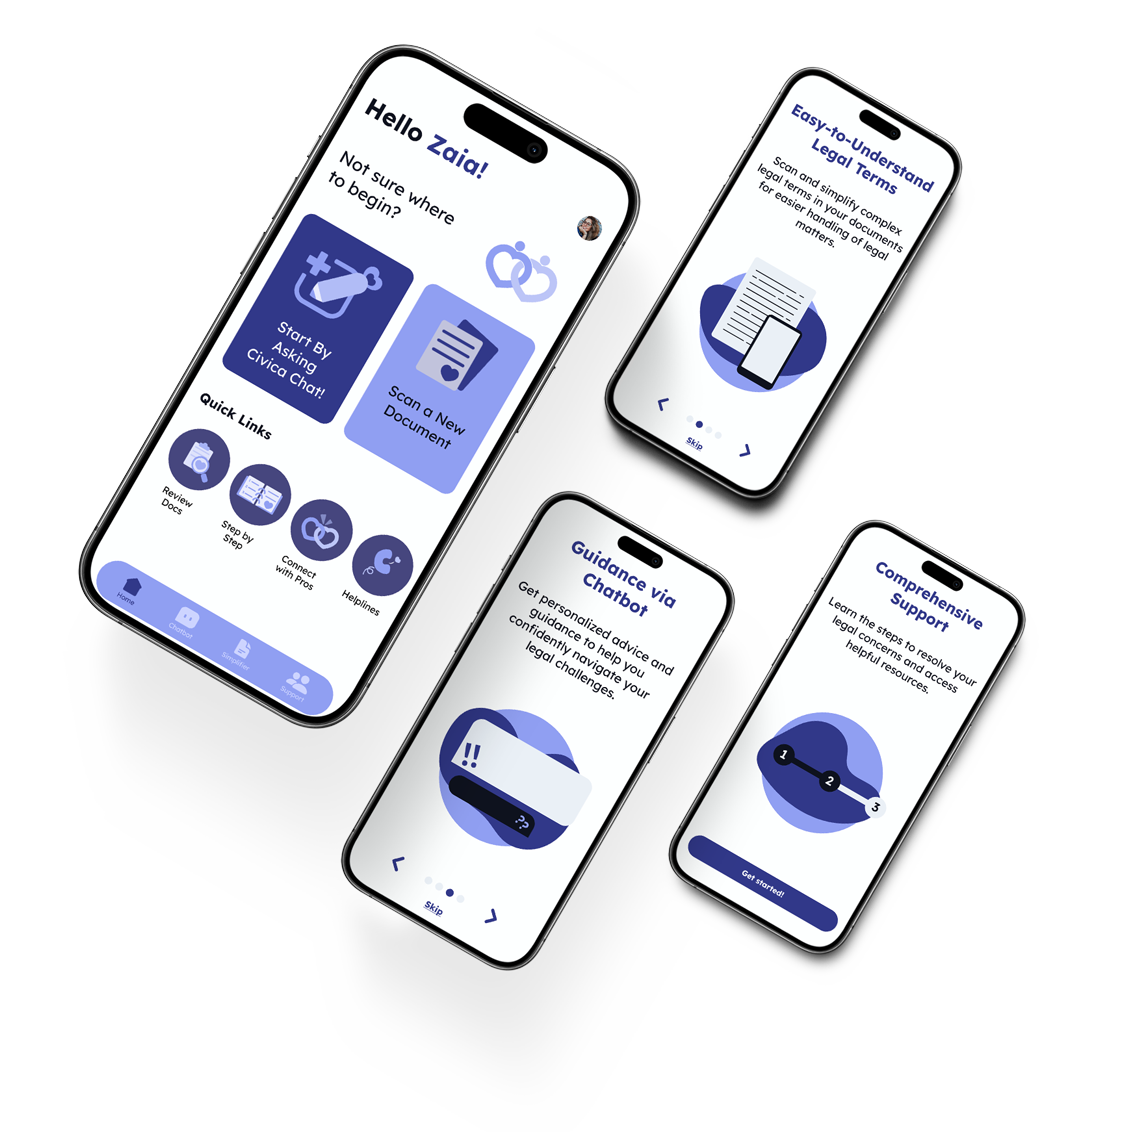 Hello Zaia!
Not sure where
to begin?
Start By
Asking
Civica Chat!
Scan a New
Document
Quick Links
Review
Docs
Step by
Step
Connect
with Pros
Helplines
Home
Chatbot
Simplifier
Support
Easy-to-Understand
Legal Terms
Scan and simplify complex
legal terms in your documents
for easier handling of legal
matters.
Skip
Guidance via
Chatbot
Get personalized advice and
guidance to help you
confidently navigate your
legal challenges.
!!
??
Skip
Comprehensive
Support
Learn the steps to resolve your
legal concerns and access
helpful resources.
1
2
3
Get started!